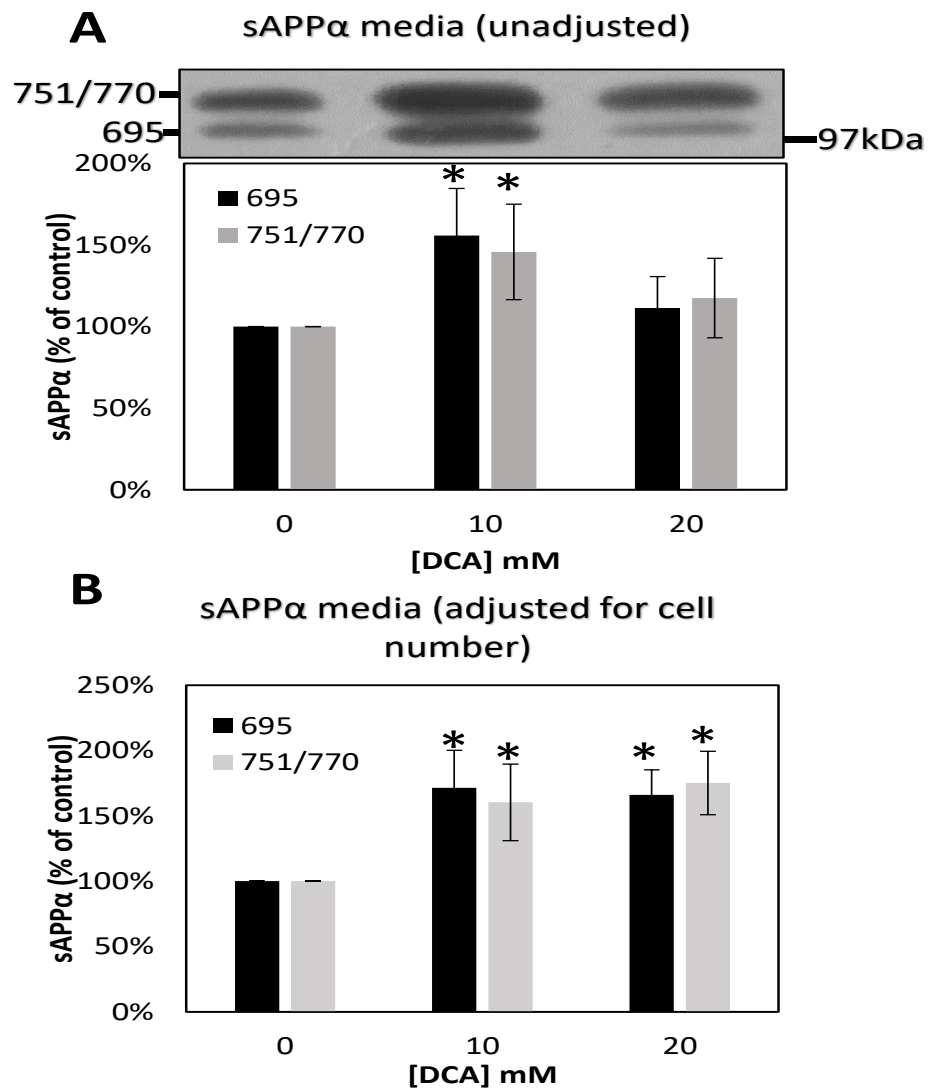 A
sAPPα media (unadjusted)
751/770
695
97kDa
200%
150%
100%
50%
0%
sAPPα (% of control)
695
751/770
*
*
0
10
20
[DCA] mM
B
sAPPα media (adjusted for cell
number)
250%
200%
150%
100%
50%
0%
sAPPα (% of control)
695
751/770
*
*
*
*
0
10
20
[DCA] mM